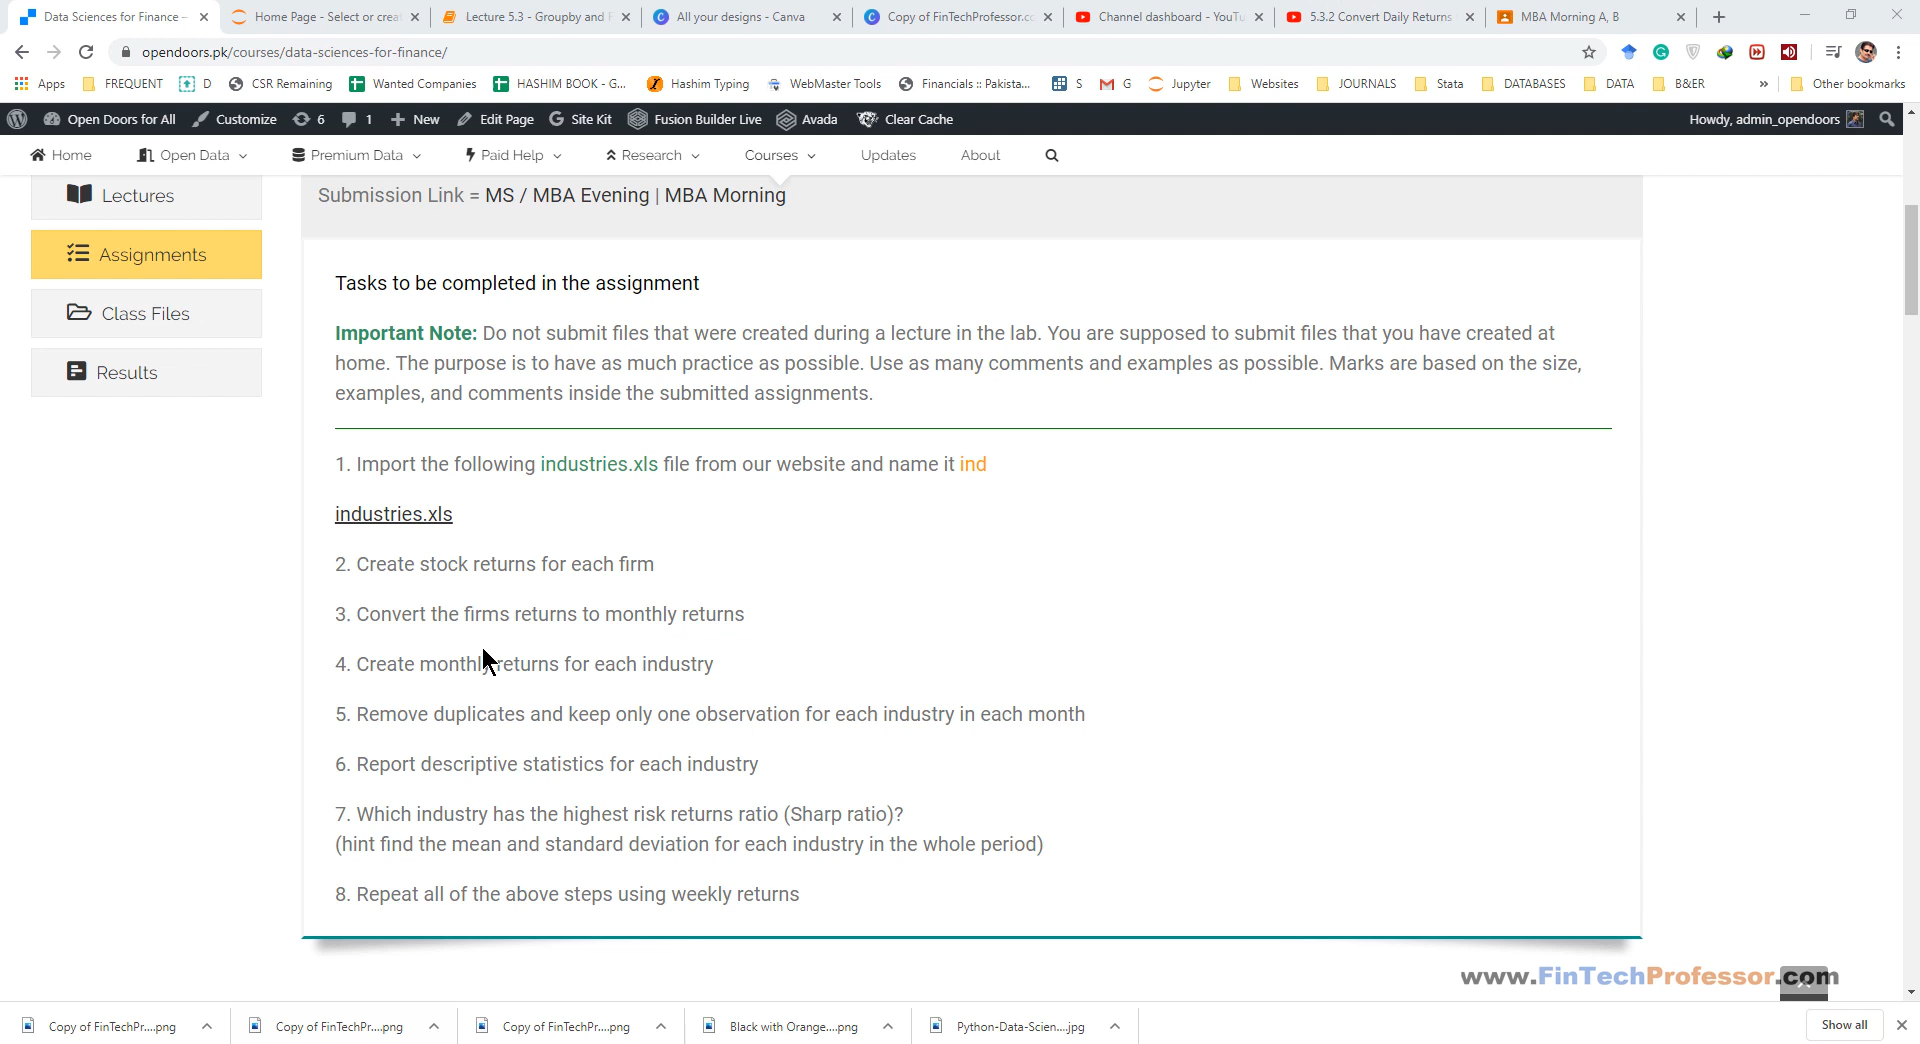 Data Sciences for Finance –
Home Page - Select or creat
Lecture 5.3 - Groupby and F
All your designs - Canva
Copy of FinTechProfessor.co
Channel dashboard - YouTu
5.3.2 Convert Daily Returns
MBA Morning A, B
opendoors.pk/courses/data-sciences-for-finance/
Apps
FREQUENT
D
CSR Remaining
Wanted Companies
HASHIM BOOK - G...
Hashim Typing
WebMaster Tools
Financials :: Pakista...
S
G
Jupyter
Websites
JOURNALS
Stata
DATABASES
DATA
B&ER
»
Other bookmarks
Open Doors for All
Customize
6
1
New
Edit Page
Site Kit
Fusion Builder Live
Avada
Clear Cache
Howdy, admin_opendoors
Home
Open Data
Premium Data
Paid Help
Research
Courses
Updates
About
Lectures
Assignments
Class Files
Results
Submission Link = MS / MBA Evening | MBA Morning
Tasks to be completed in the assignment
Important Note: Do not submit files that were created during a lecture in the lab. You are supposed to submit files that you have created at
home. The purpose is to have as much practice as possible. Use as many comments and examples as possible. Marks are based on the size,
examples, and comments inside the submitted assignments.
1. Import the following industries.xls file from our website and name it ind
industries.xls
2. Create stock returns for each firm
3. Convert the firms returns to monthly returns
4. Create monthly returns for each industry
5. Remove duplicates and keep only one observation for each industry in each month
6. Report descriptive statistics for each industry
7. Which industry has the highest risk returns ratio (Sharp ratio)?
(hint find the mean and standard deviation for each industry in the whole period)
8. Repeat all of the above steps using weekly returns
www.FinTechProfessor.com
Copy of FinTechPr....png
Copy of FinTechPr....png
Copy of FinTechPr....png
Black with Orange....png
Python-Data-Scien....jpg
Show all